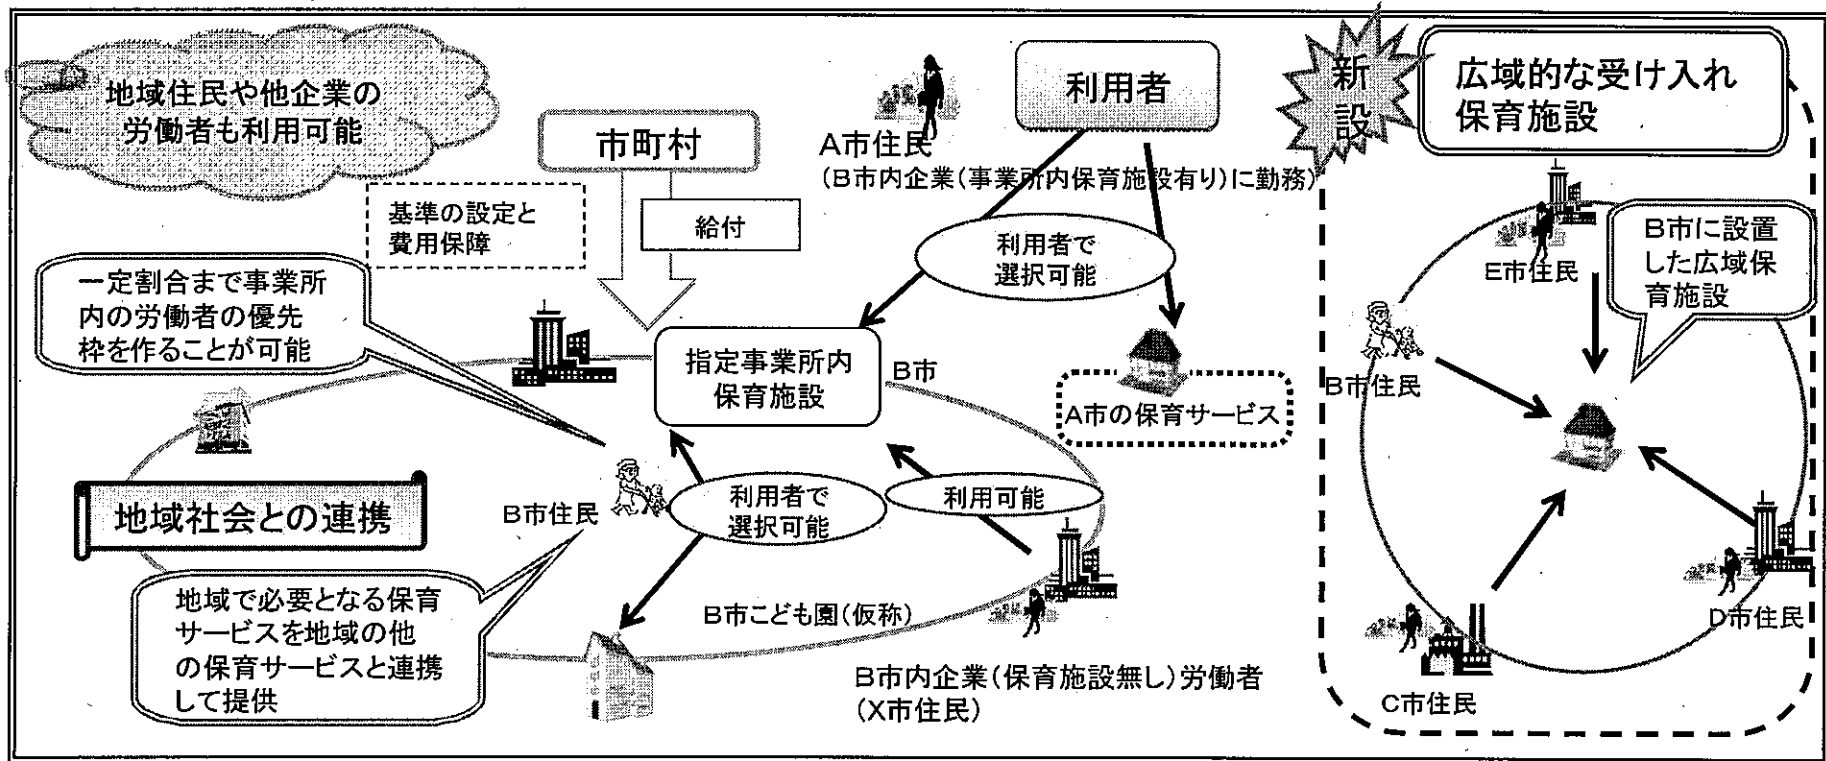 地域住民や他企業の
労働者も利用可能
市町村
基準の設定と
費用保障
給付
利用者
A市住民
(B市内企業(事業所内保育施設有り)に勤務)
利用者で
選択可能
一定割合まで事業所
内の労働者の優先
枠を作ることが可能
指定事業所内
保育施設
B市
A市の保育サービス
地域社会との連携
B市住民
利用者で
選択可能
利用可能
地域で必要となる保育
サービスを地域の他
の保育サービスと連携
して提供
B市こども園(仮称)
B市内企業(保育施設無し)労働者
(X市住民)
新
設
広域的な受け入れ
保育施設
E市住民
B市に設置
した広域保
育施設
B市住民
D市住民
C市住民